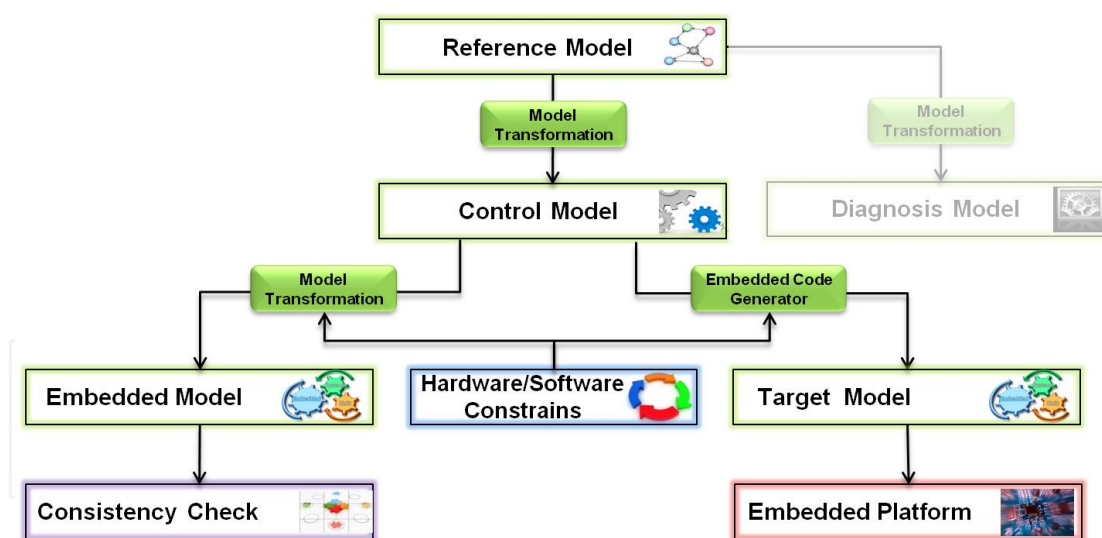 Reference Model
Model
Transformation
Model
Transformation
Control Model
Diagnosis Model
Model
Transformation
Embedded Code
Generator
Embedded Model
Hardware/Software
Constrains
Target Model
Consistency Check
Embedded Platform